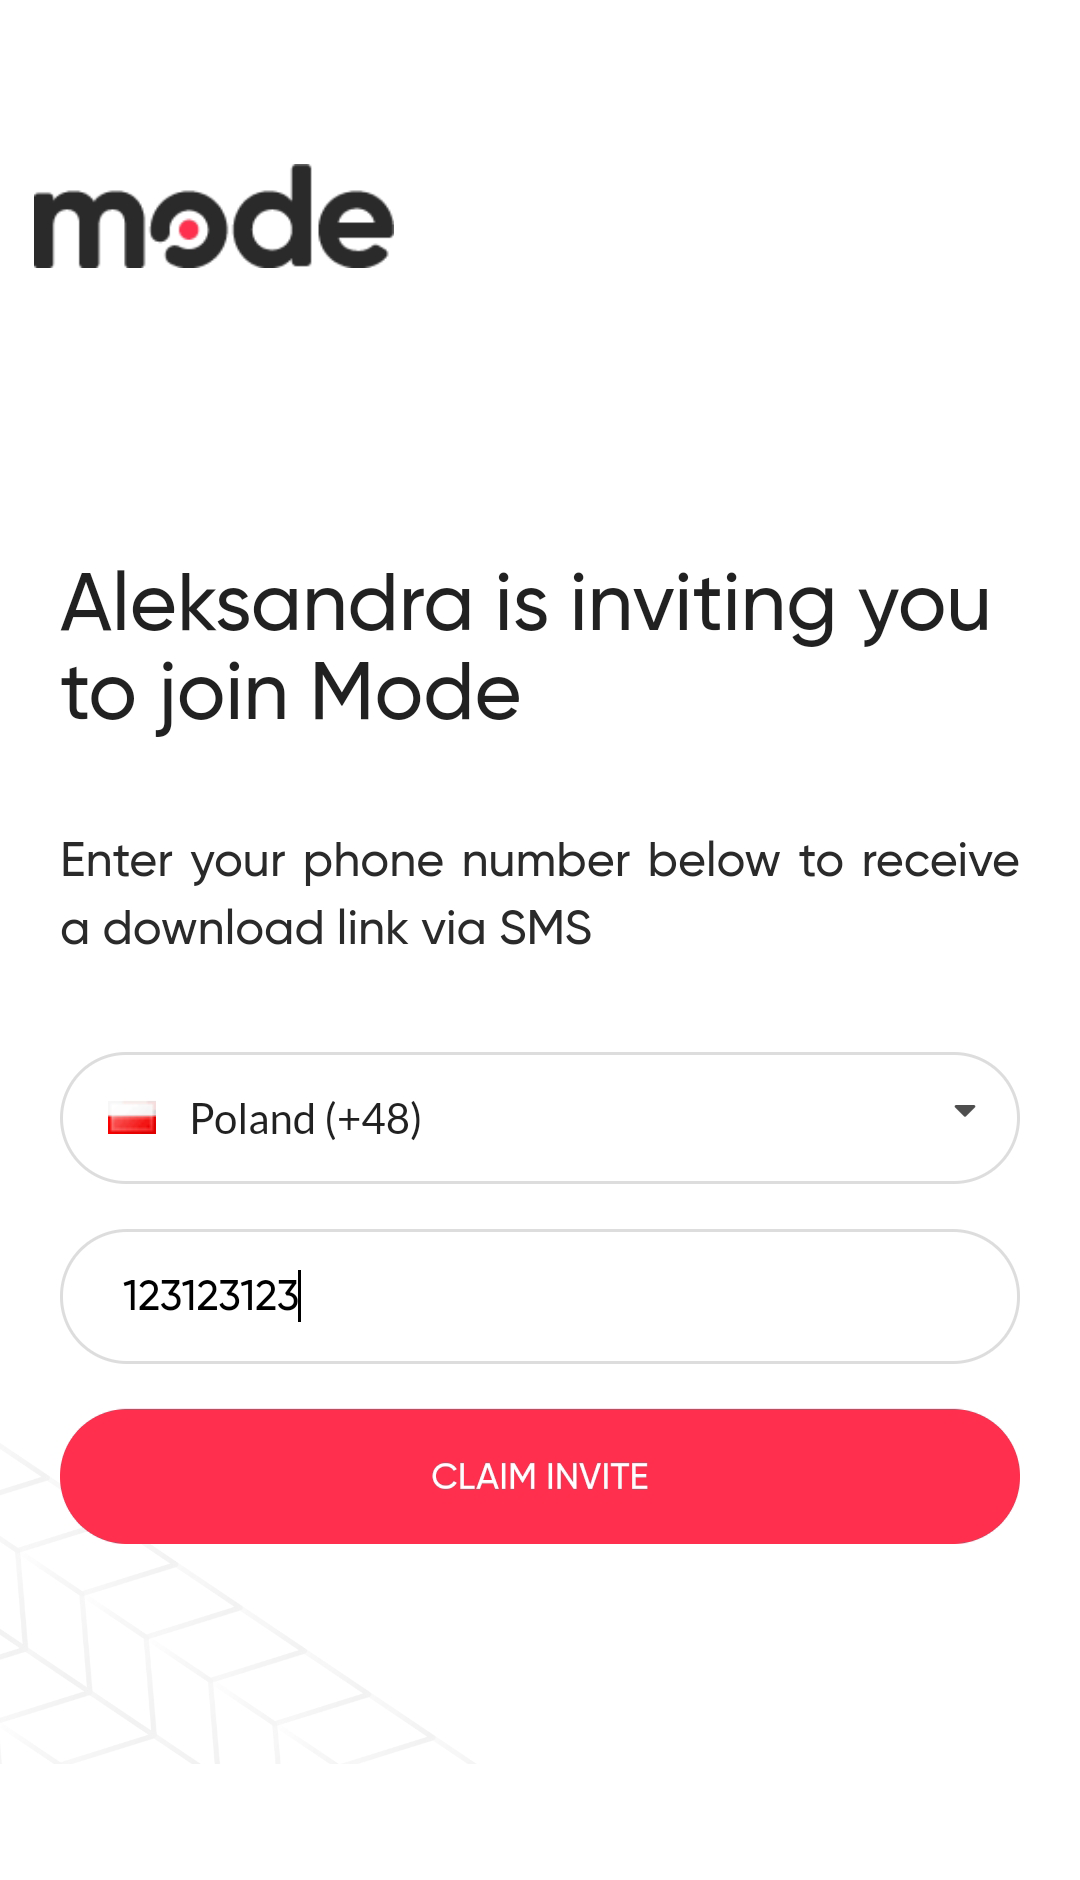 mode
Aleksandra is inviting you
to join Mode
Enter your phone number below to receive
a download link via SMS
Poland (+48)
123123123
CLAIM INVITE